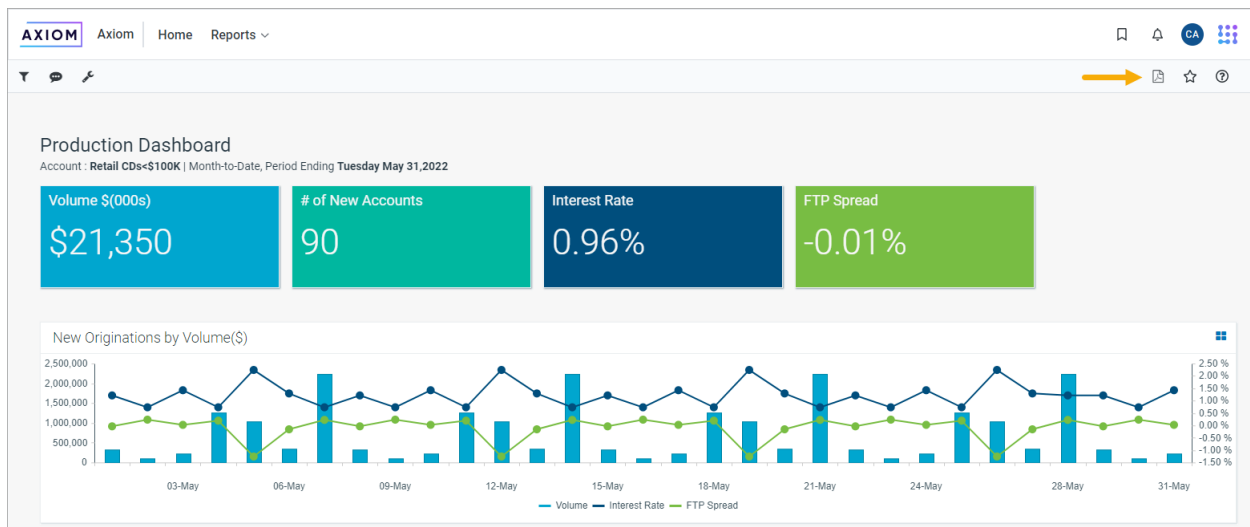 AXIOM Axiom Home Reports CA
Production Dashboard
Account : Retail CDs<$100K | Month-to-Date, Period Ending Tuesday May 31,2022
Volume $(000s) # of New Accounts Interest Rate FTP Spread
$21,350 90 0.96% -0.01%
New Originations by Volume($)
2,500,000 2.50 %
2,000,000 2.00 %
1,500,000 1.50 %
1,000,000 1.00 %
500,000 0.50 %
0 0.00 %
-0.50 %
-1.00 %
-1.50 %
03-May 06-May 09-May 12-May 15-May 18-May 21-May 24-May 28-May 31-May
Volume Interest Rate FTP Spread